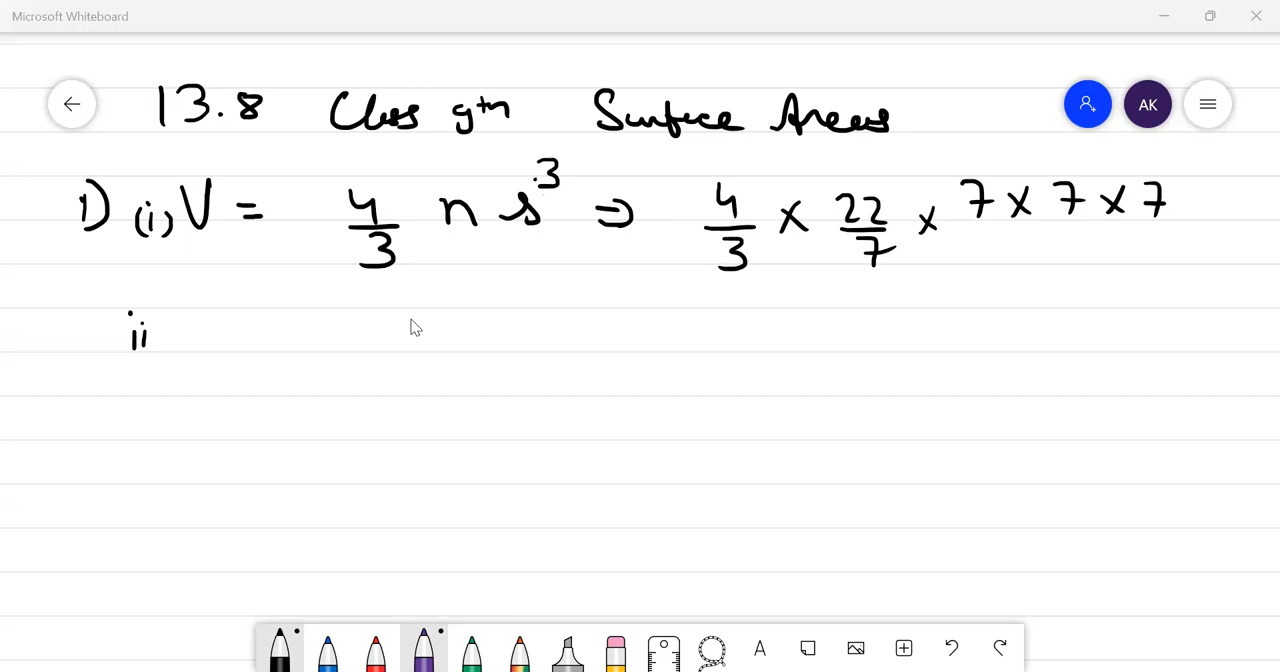 Microsoft Whiteboard
13.8 Class 9th Surface Areas
AK
1) (i) V = 4/3 π r³ ⇒ 4/3 × 22/7 × 7 × 7 × 7
ii
A